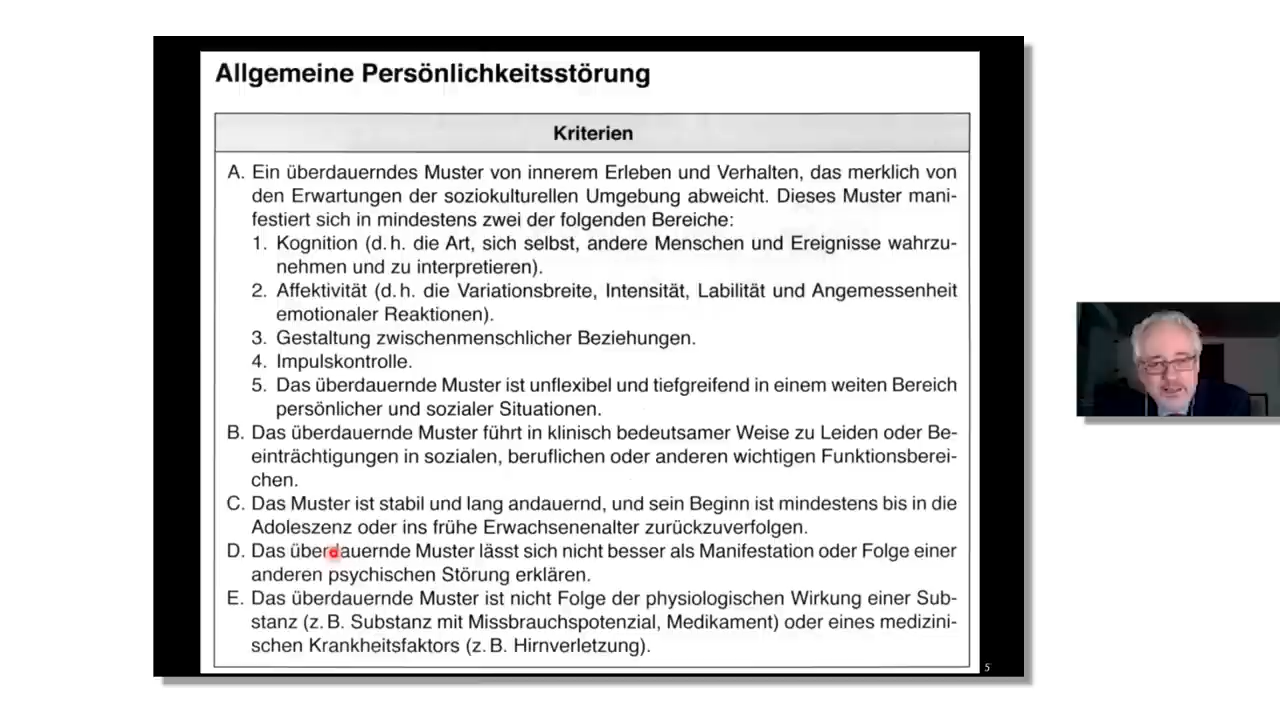 Allgemeine Persönlichkeitsstörung
Kriterien
A. Ein überdauerndes Muster von innerem Erleben und Verhalten, das merklich von
den Erwartungen der soziokulturellen Umgebung abweicht. Dieses Muster mani-
festiert sich in mindestens zwei der folgenden Bereiche:
1. Kognition (d. h. die Art, sich selbst, andere Menschen und Ereignisse wahrzu-
nehmen und zu interpretieren).
2. Affektivität (d. h. die Variationsbreite, Intensität, Labilität und Angemessenheit
emotionaler Reaktionen).
3. Gestaltung zwischenmenschlicher Beziehungen.
4. Impulskontrolle.
5. Das überdauernde Muster ist unflexibel und tiefgreifend in einem weiten Bereich
persönlicher und sozialer Situationen.
B. Das überdauernde Muster führt in klinisch bedeutsamer Weise zu Leiden oder Be-
einträchtigungen in sozialen, beruflichen oder anderen wichtigen Funktionsberei-
chen.
C. Das Muster ist stabil und lang andauernd, und sein Beginn ist mindestens bis in die
Adoleszenz oder ins frühe Erwachsenenalter zurückzuverfolgen.
D. Das überdauernde Muster lässt sich nicht besser als Manifestation oder Folge einer
anderen psychischen Störung erklären.
E. Das überdauernde Muster ist nicht Folge der physiologischen Wirkung einer Sub-
stanz (z. B. Substanz mit Missbrauchspotenzial, Medikament) oder eines medizini-
schen Krankheitsfaktors (z. B. Hirnverletzung).
5